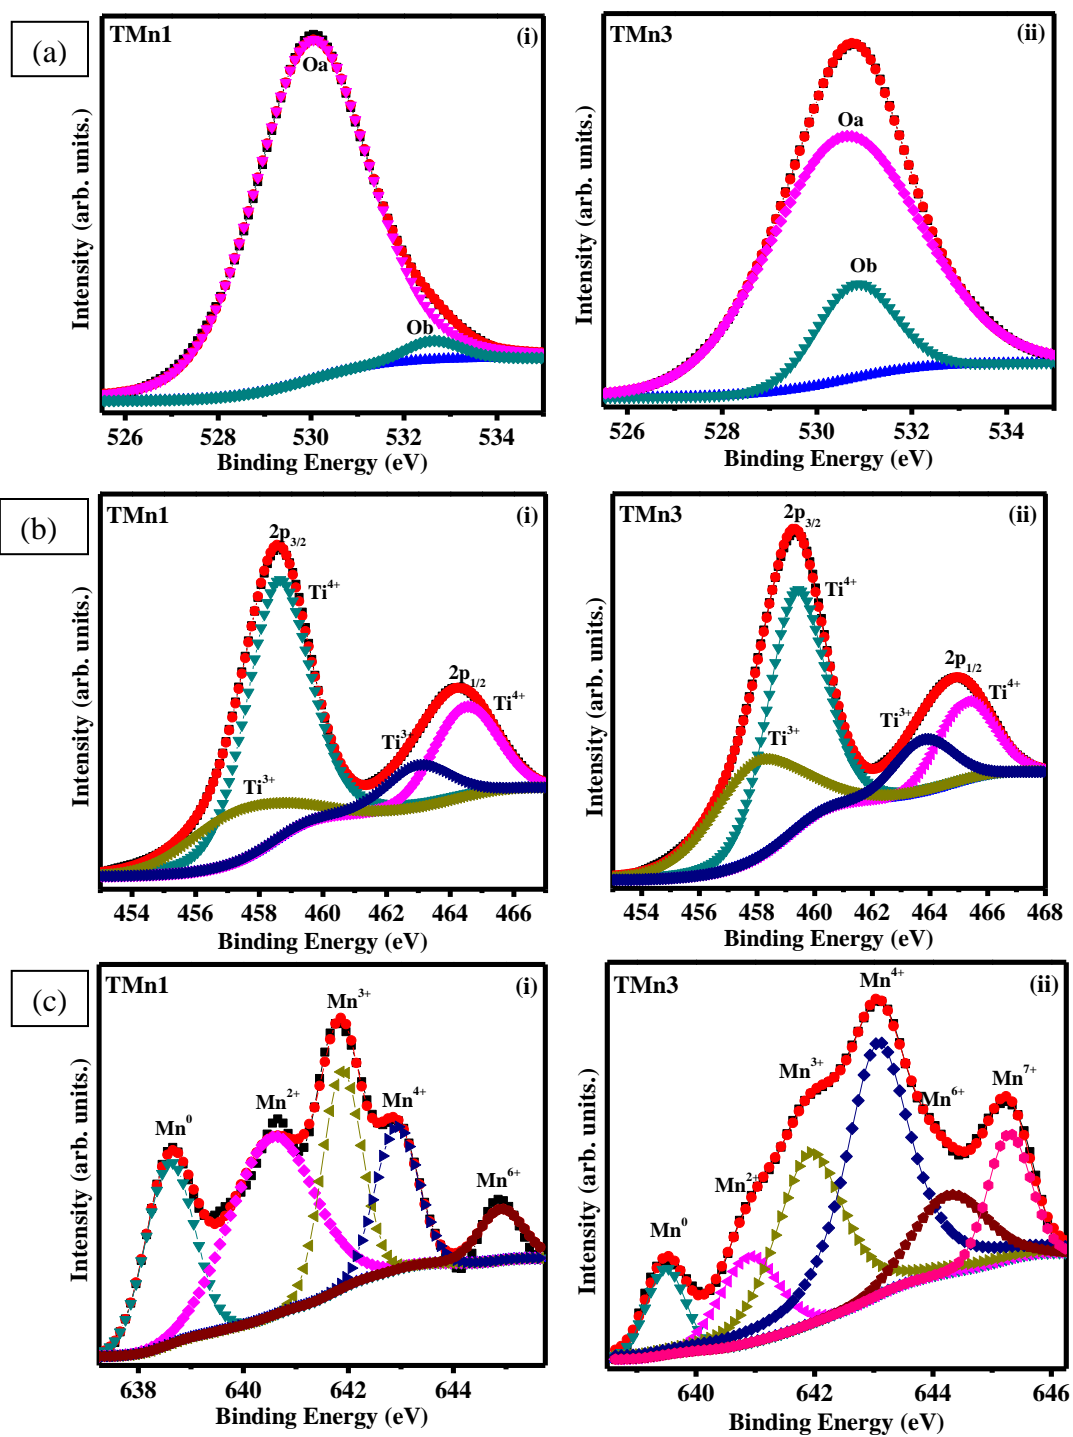 (a)
TMn1 (i)
Oa
Ob
Intensity (arb. units.)
526 528 530 532 534
Binding Energy (eV)
TMn3 (ii)
Oa
Ob
Intensity (arb. units.)
526 528 530 532 534
Binding Energy (eV)
(b)
TMn1 (i)
2p3/2
Ti4+
2p1/2
Ti4+
Ti3+
Ti3+
Intensity (arb. units.)
454 456 458 460 462 464 466
Binding Energy (eV)
TMn3 (ii)
2p3/2
Ti4+
2p1/2
Ti4+
Ti3+
Ti3+
Intensity (arb. units.)
454 456 458 460 462 464 466 468
Binding Energy (eV)
(c)
TMn1 (i)
Mn3+
Mn2+
Mn4+
Mn0
Mn6+
Intensity (arb. units.)
638 640 642 644
Binding Energy (eV)
TMn3 (ii)
Mn4+
Mn3+
Mn7+
Mn6+
Mn2+
Mn0
Intensity (arb. units.)
640 642 644 646
Binding Energy (eV)